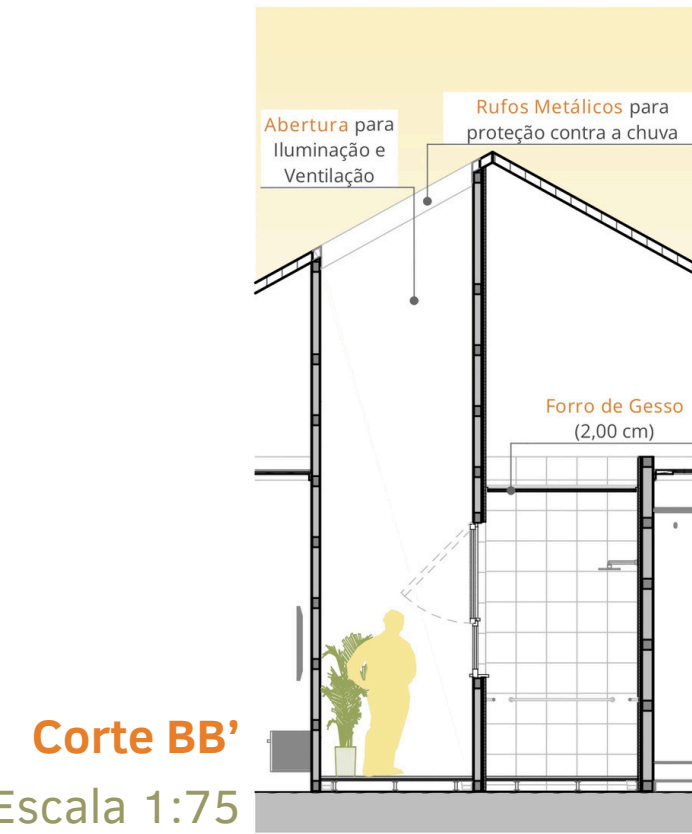 Abertura para
Iluminação e
Ventilação
Rufos Metálicos para
proteção contra a chuva
Forro de Gesso
(2,00 cm)
Corte BB’
Escala 1:75